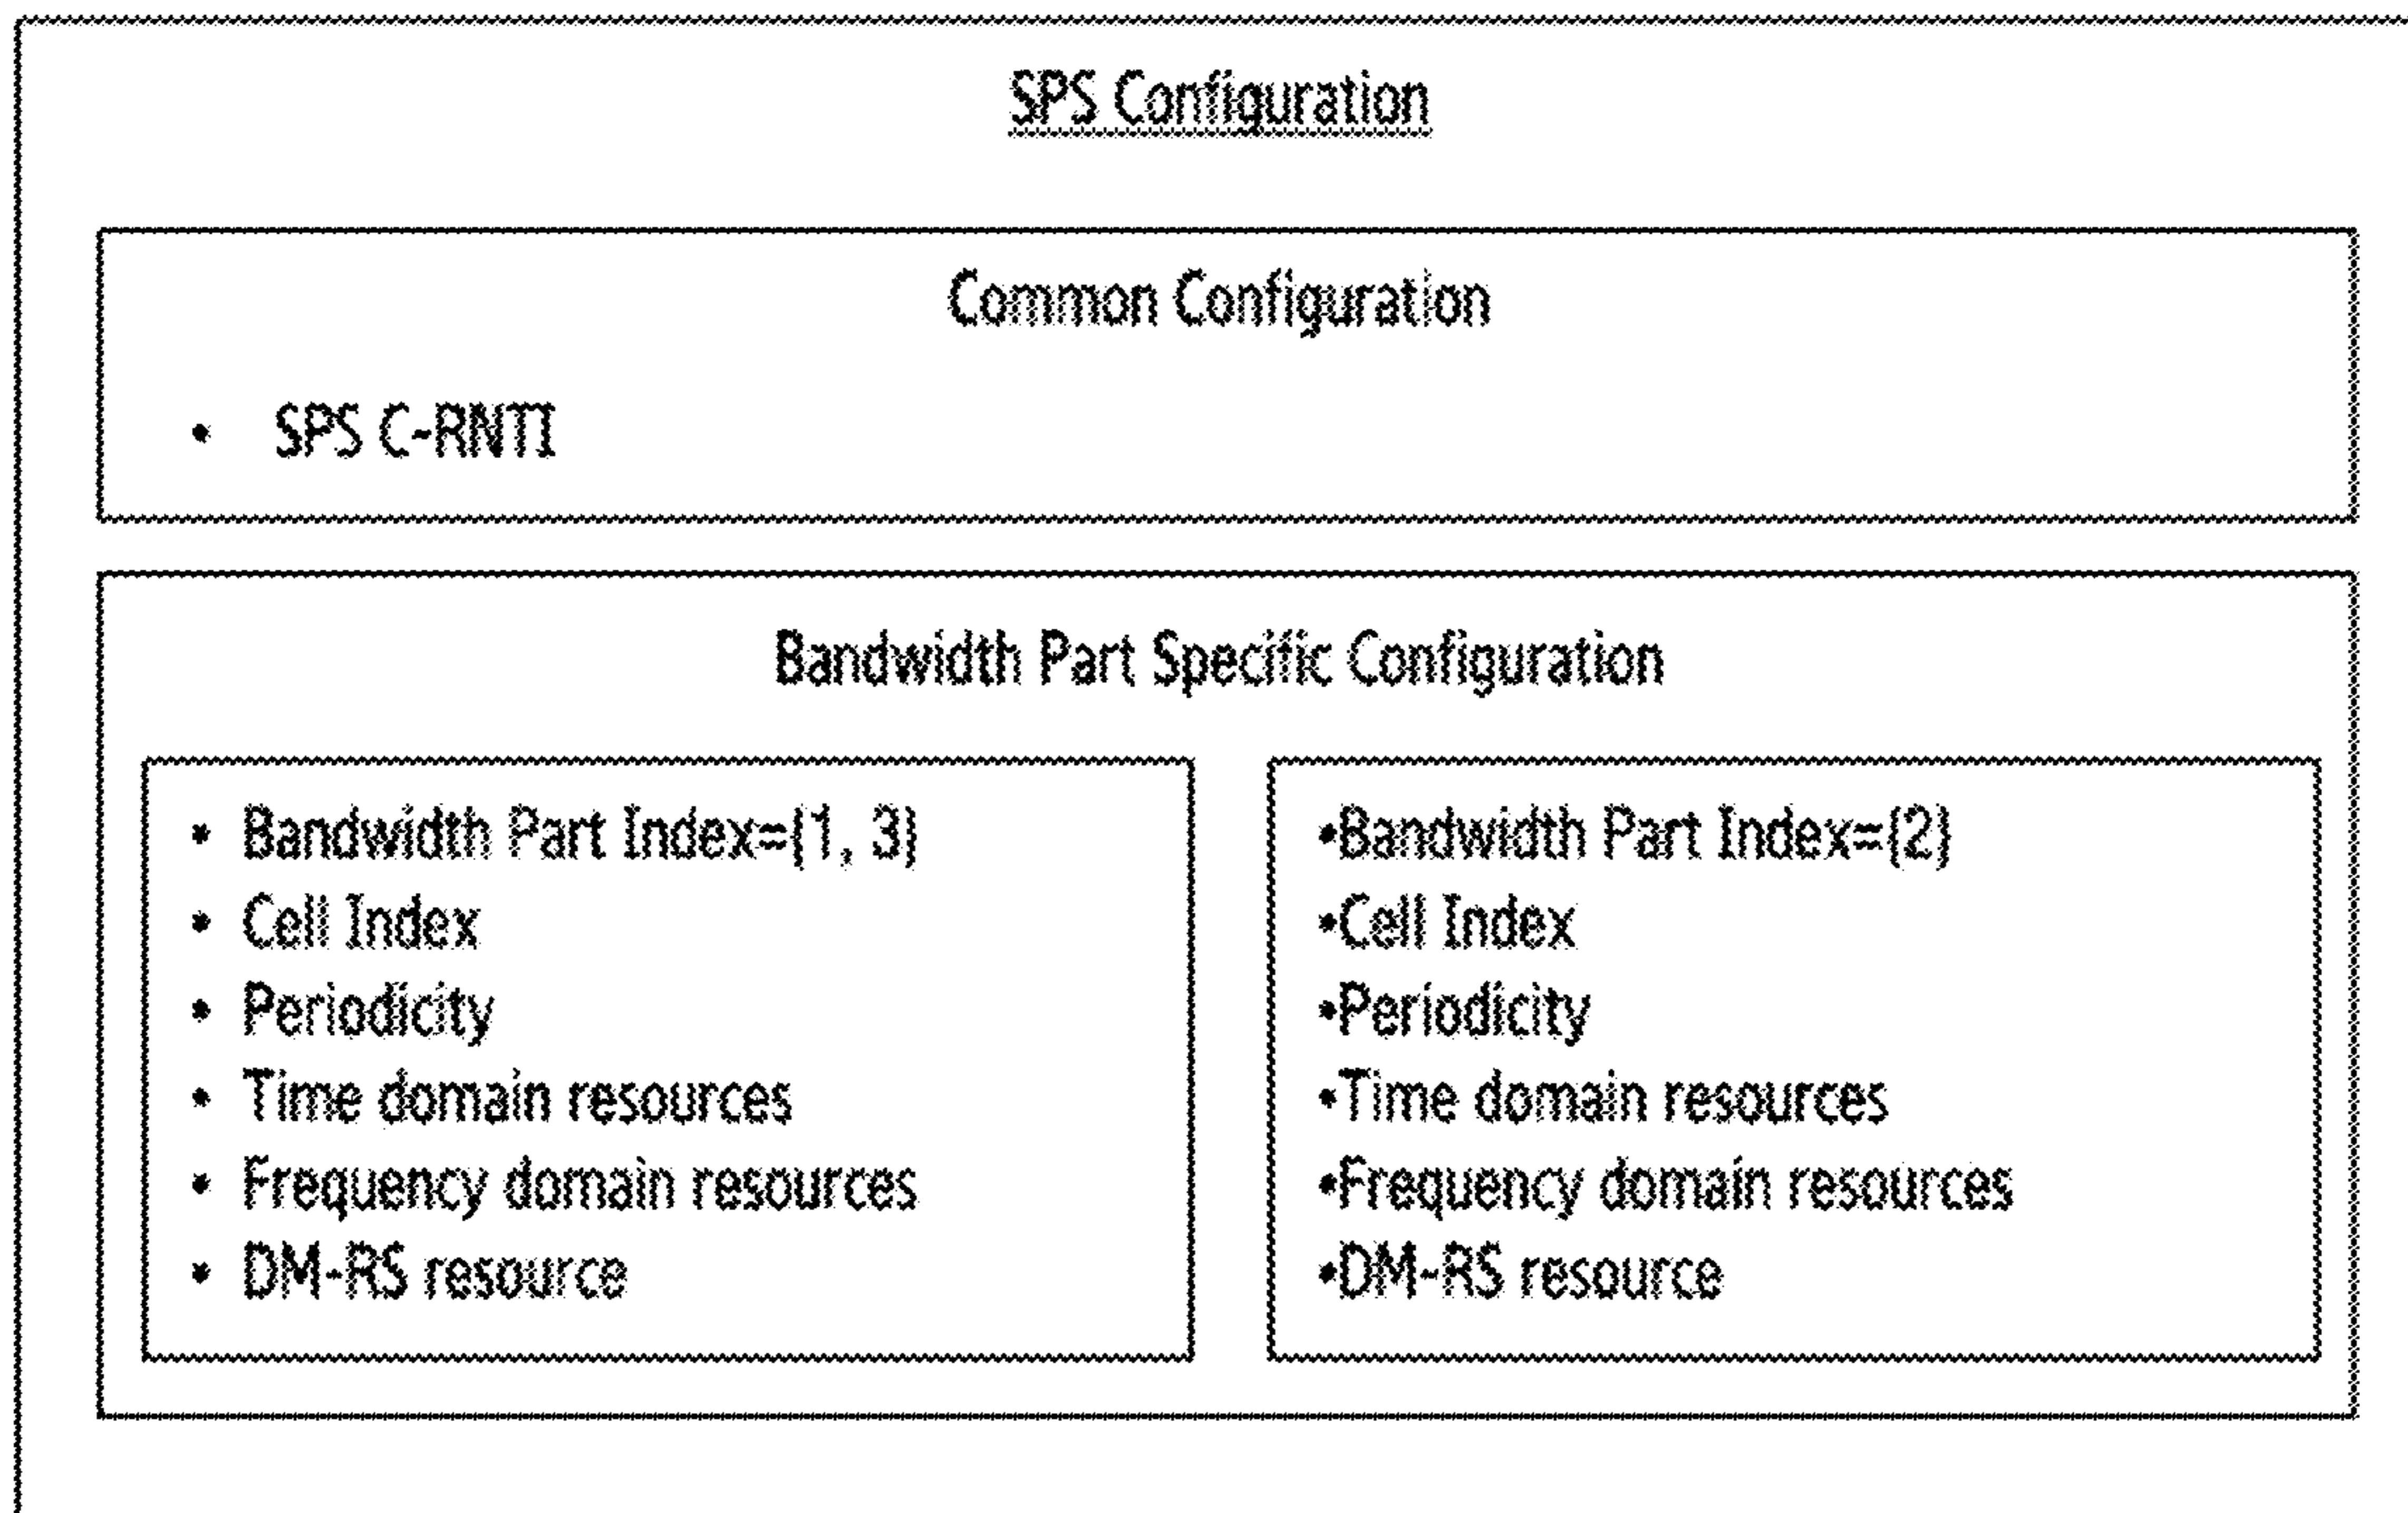 SPS Configuration
Common Configuration
• SPS C-RNTI
Bandwidth Part Specific Configuration
• Bandwidth Part Index={1, 3}
• Cell Index
• Periodicity
• Time domain resources
• Frequency domain resources
• DM-RS resource
•Bandwidth Part Index={2}
•Cell Index
•Periodicity
•Time domain resources
•Frequency domain resources
•DM-RS resource